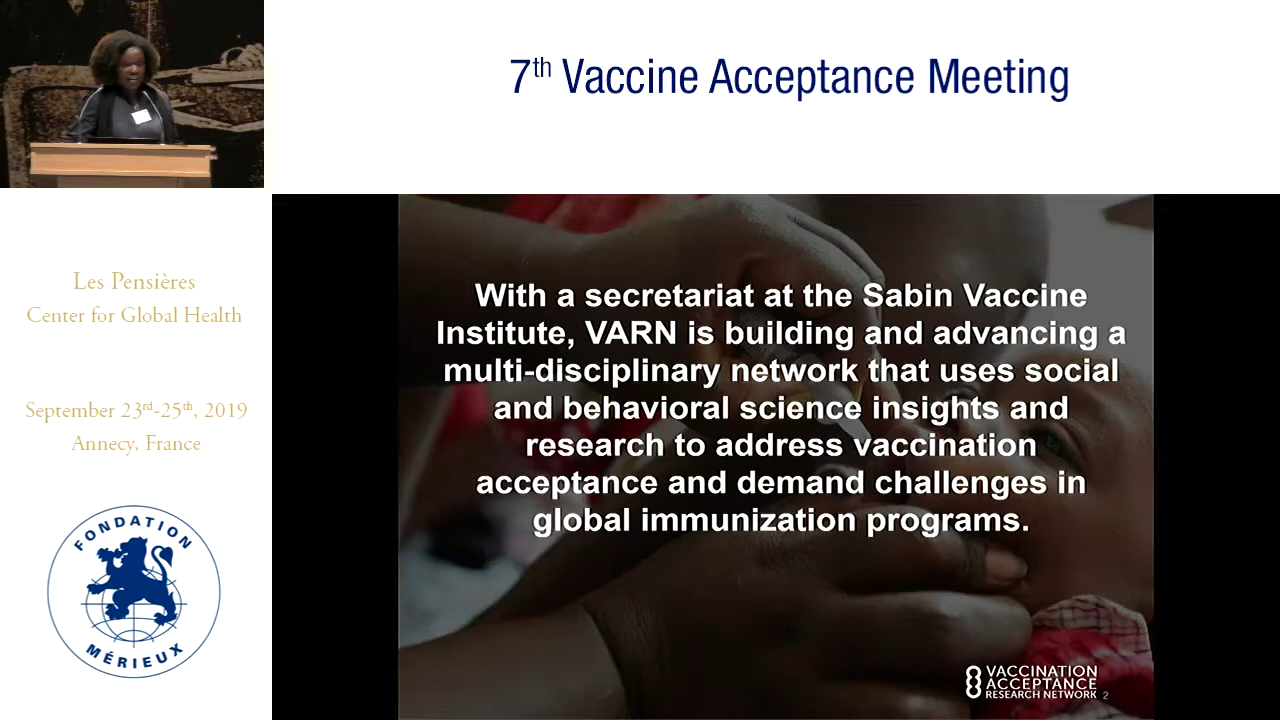 7th Vaccine Acceptance Meeting
Les Pensières
Center for Global Health
September 23rd-25th, 2019
Annecy, France
FONDATION
MÉRIEUX
With a secretariat at the Sabin Vaccine
Institute, VARN is building and advancing a
multi-disciplinary network that uses social
and behavioral science insights and
research to address vaccination
acceptance and demand challenges in
global immunization programs.
VACCINATION
ACCEPTANCE
RESEARCH NETWORK 2